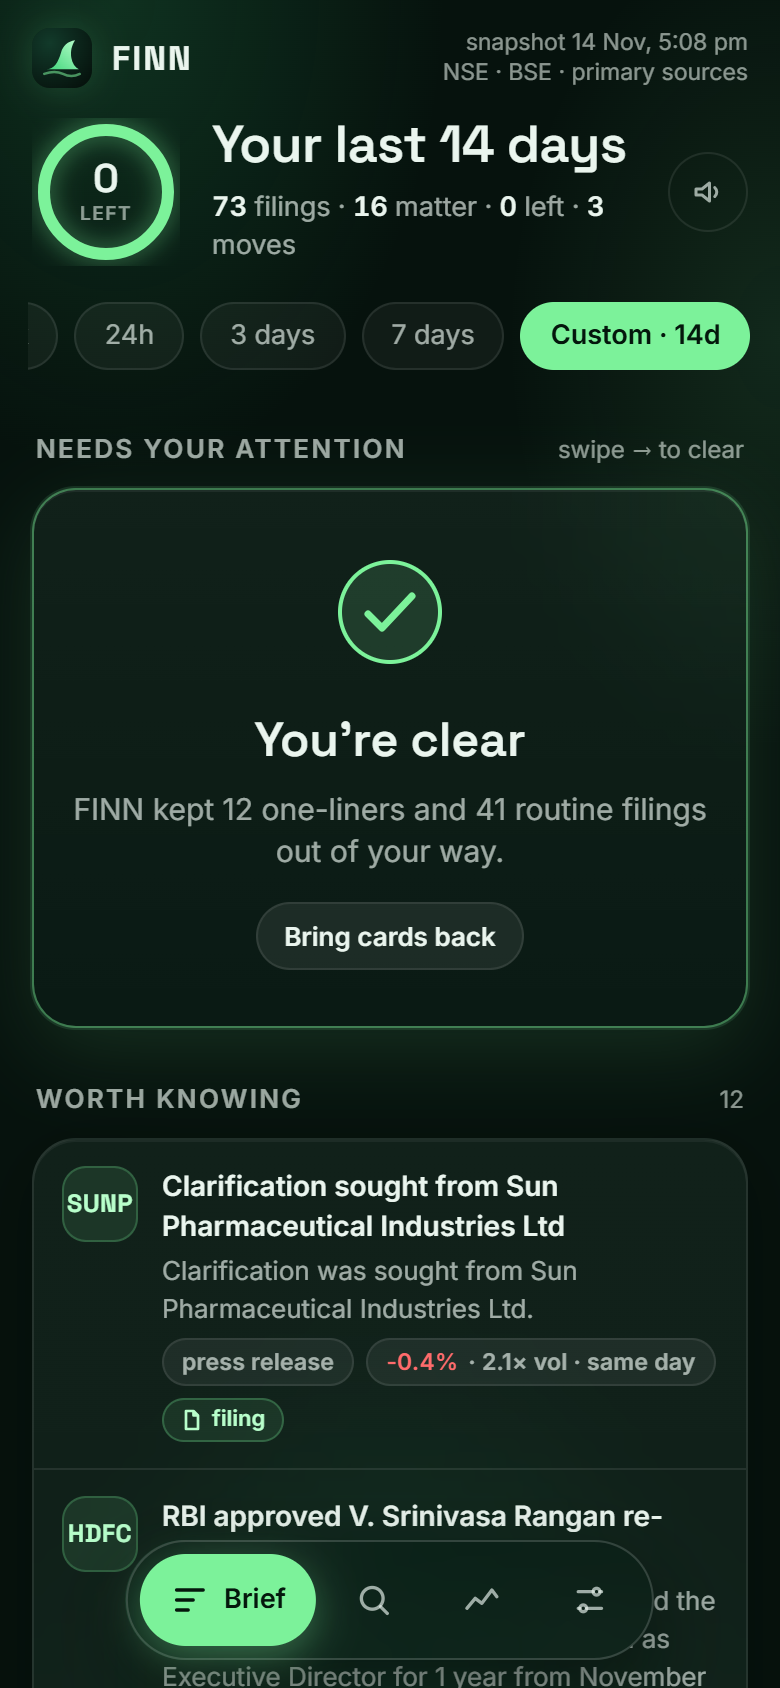 FINN
snapshot 14 Nov, 5:08 pm
NSE · BSE · primary sources
0
LEFT
Your last 14 days
73 filings · 16 matter · 0 left · 3
moves
24h
3 days
7 days
Custom · 14d
NEEDS YOUR ATTENTION
swipe → to clear
You’re clear
FINN kept 12 one-liners and 41 routine filings
out of your way.
Bring cards back
WORTH KNOWING
12
SUNP
Clarification sought from Sun
Pharmaceutical Industries Ltd
Clarification was sought from Sun
Pharmaceutical Industries Ltd.
press release
-0.4% · 2.1× vol · same day
filing
HDFC
RBI approved V. Srinivasa Rangan re-
the
as
Executive Director for 1 year from November
Brief